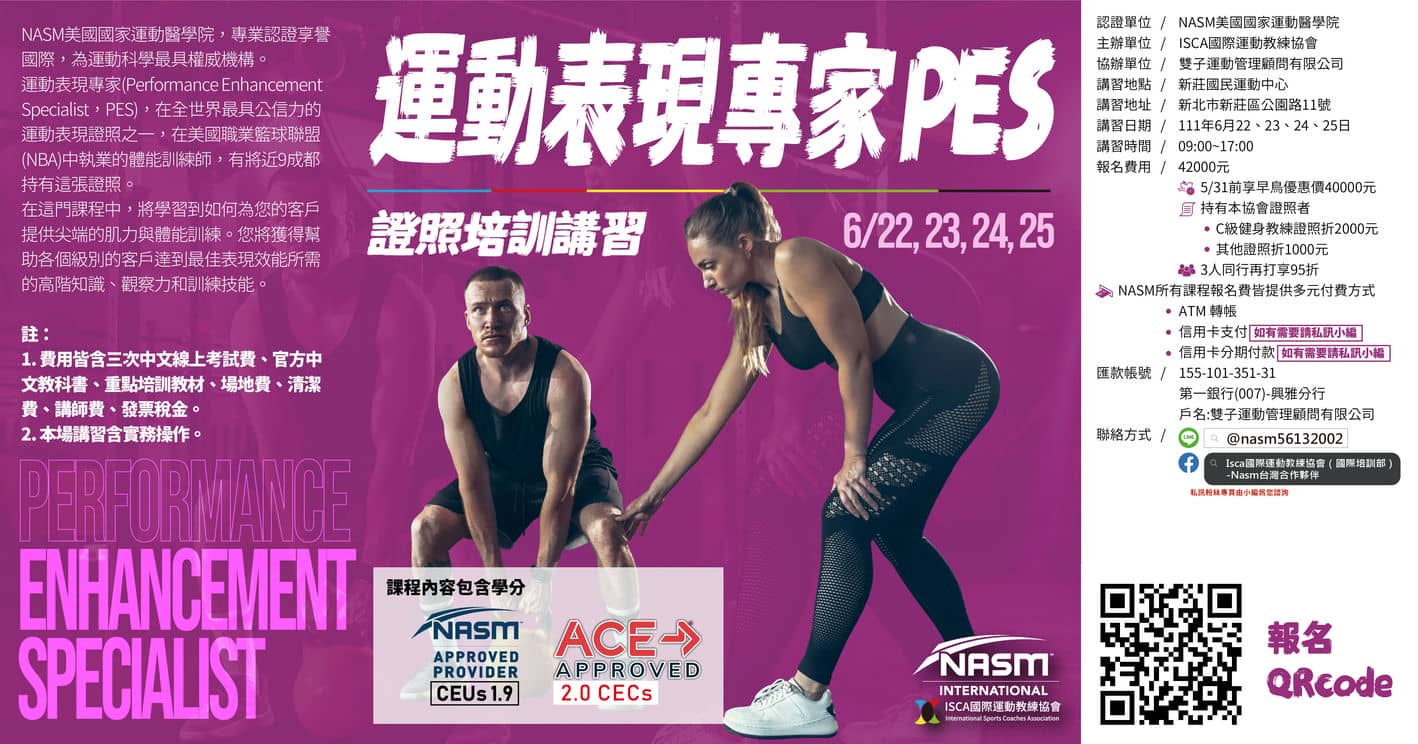 NASM美國國家運動醫學院，專業認證享譽
國際，為運動科學最具權威機構。
運動表現專家(Performance Enhancement
Specialist，PES)，在全世界最具公信力的
運動表現證照之一，在美國職業籃球聯盟
(NBA)中執業的體能訓練師，有將近9成都
持有這張證照。
在這門課程中，將學習到如何為您的客戶
提供尖端的肌力與體能訓練。您將獲得幫
助各個級別的客戶達到最佳表現效能所需
的高階知識、觀察力和訓練技能。
註：
1. 費用皆含三次中文線上考試費、官方中
文教科書、重點培訓教材、場地費、清潔
費、講師費、發票稅金。
2. 本場講習含實務操作。
PERFORMANCE
ENHANCEMENT
SPECIALIST
運動表現專家PES
證照培訓講習
6/22, 23, 24, 25
課程內容包含學分
NASM
APPROVED
PROVIDER
CEUs 1.9
ACE
APPROVED
2.0 CECs
NASM
INTERNATIONAL
ISCA國際運動教練協會
International Sports Coaches Association
認證單位 / NASM美國國家運動醫學院
主辦單位 / ISCA國際運動教練協會
協辦單位 / 雙子運動管理顧問有限公司
講習地點 / 新莊國民運動中心
講習地址 / 新北市新莊區公園路11號
講習日期 / 111年6月22、23、24、25日
講習時間 / 09:00~17:00
報名費用 / 42000元
5/31前享早鳥優惠價40000元
持有本協會證照者
• C級健身教練證照折2000元
• 其他證照折1000元
3人同行再打享95折
NASM所有課程報名費皆提供多元付費方式
• ATM 轉帳
• 信用卡支付 如有需要請私訊小編
• 信用卡分期付款 如有需要請私訊小編
匯款帳號 / 155-101-351-31
第一銀行(007)-興雅分行
戶名:雙子運動管理顧問有限公司
聯絡方式 / LINE @nasm56132002
Isca國際運動教練協會（國際培訓部）
-Nasm台灣合作夥伴
私訊粉絲專頁由小編為您諮詢
報名
QRcode